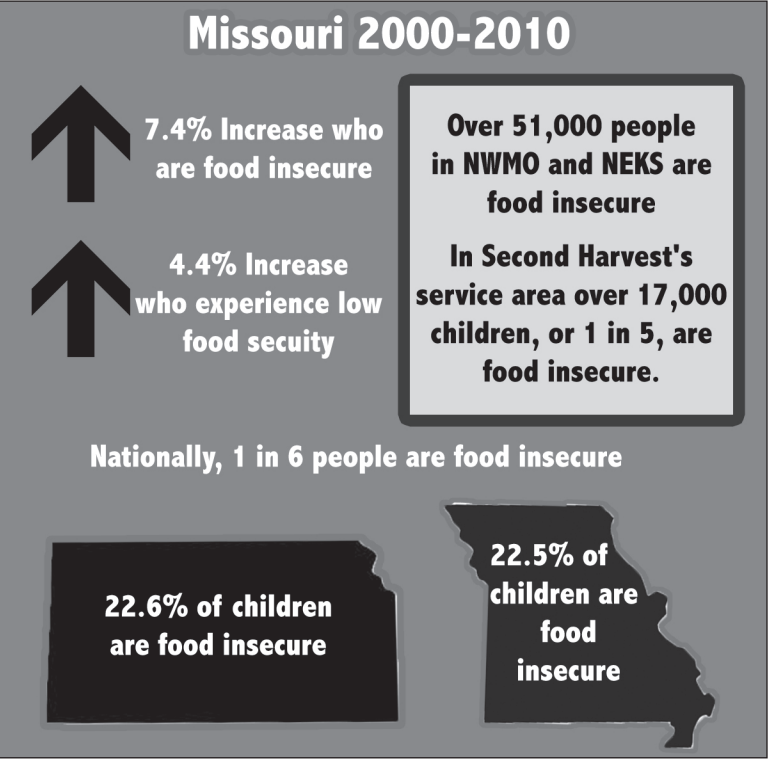 Missouri 2000-2010
7.4% Increase who
are food insecure
4.4% Increase
who experience low
food secuity
Over 51,000 people
in NWMO and NEKS are
food insecure
In Second Harvest's
service area over 17,000
children, or 1 in 5, are
food insecure.
Nationally, 1 in 6 people are food insecure
22.6% of children
are food insecure
22.5% of
children are
food
insecure